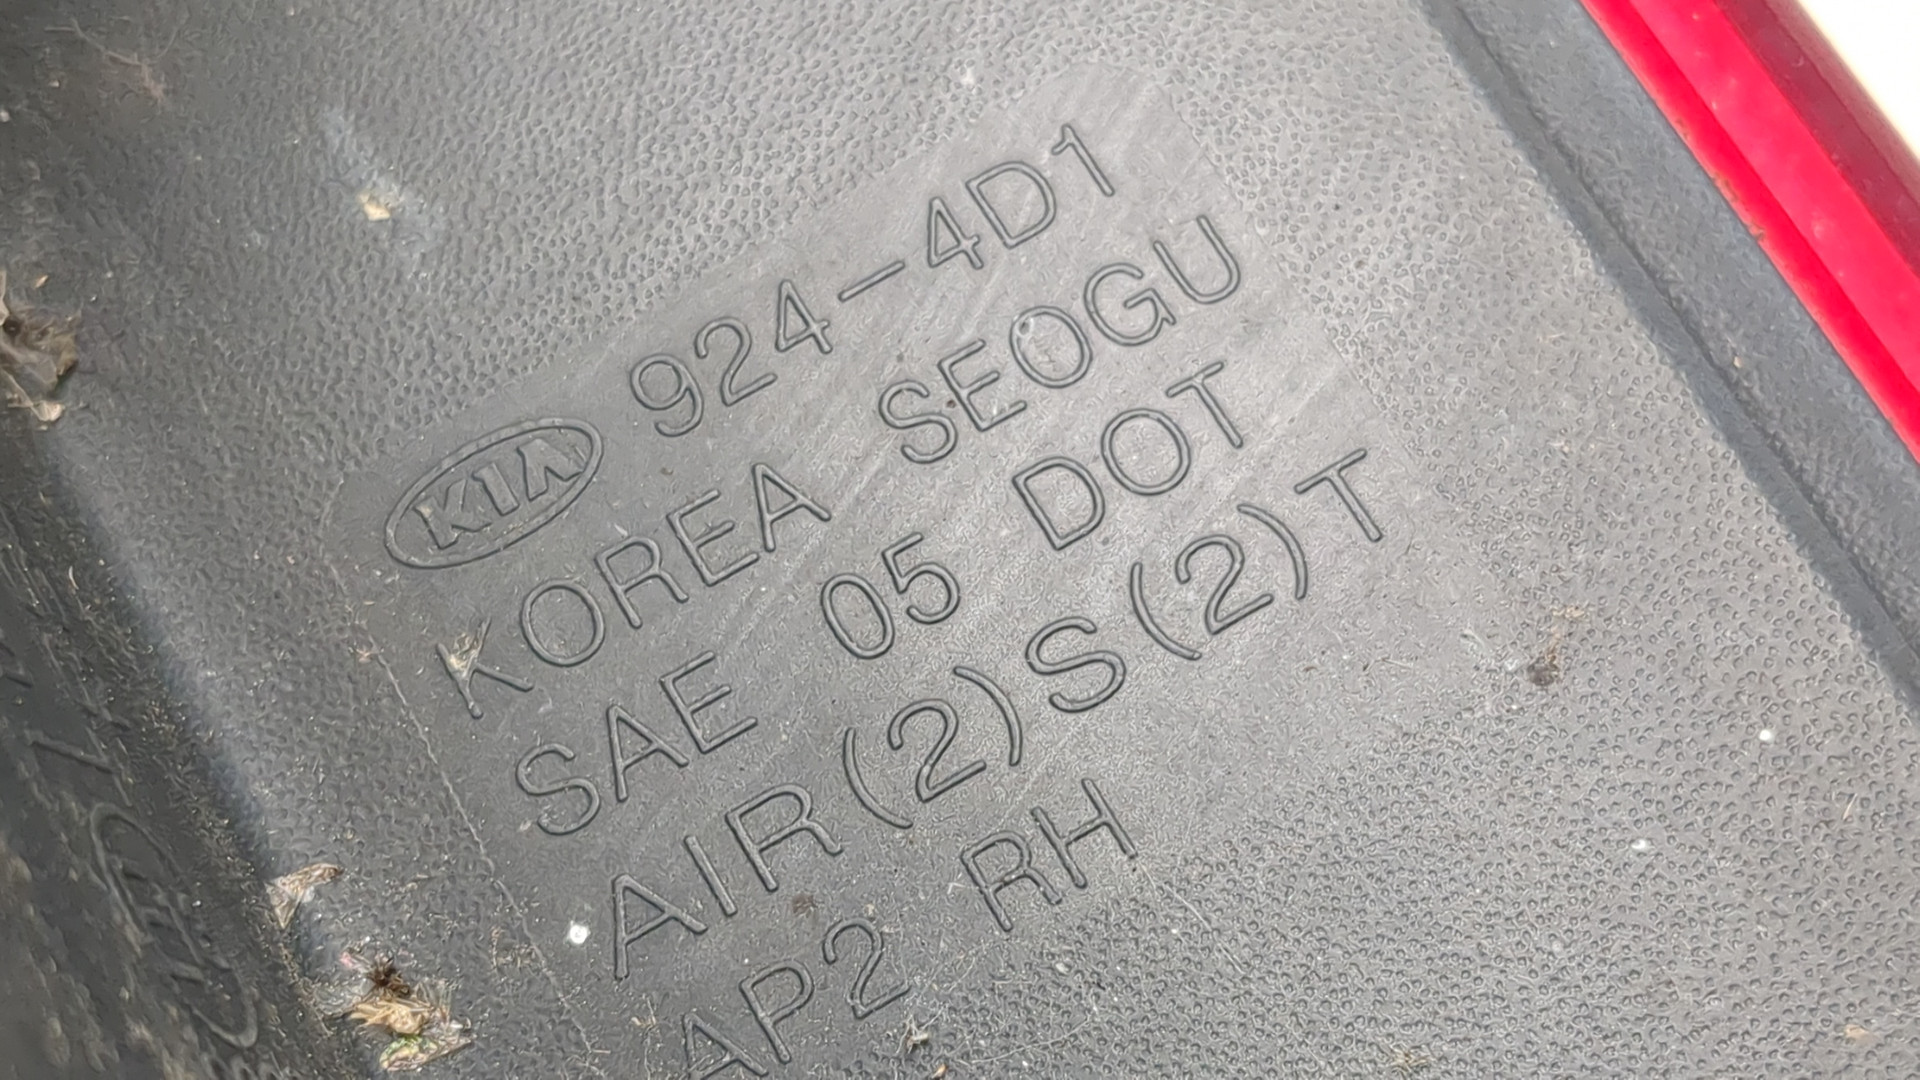 KIA 924-4D1
KOREA SEOGU
SAE 05 DOT
AIR(2)S(2)T
AP2 RH